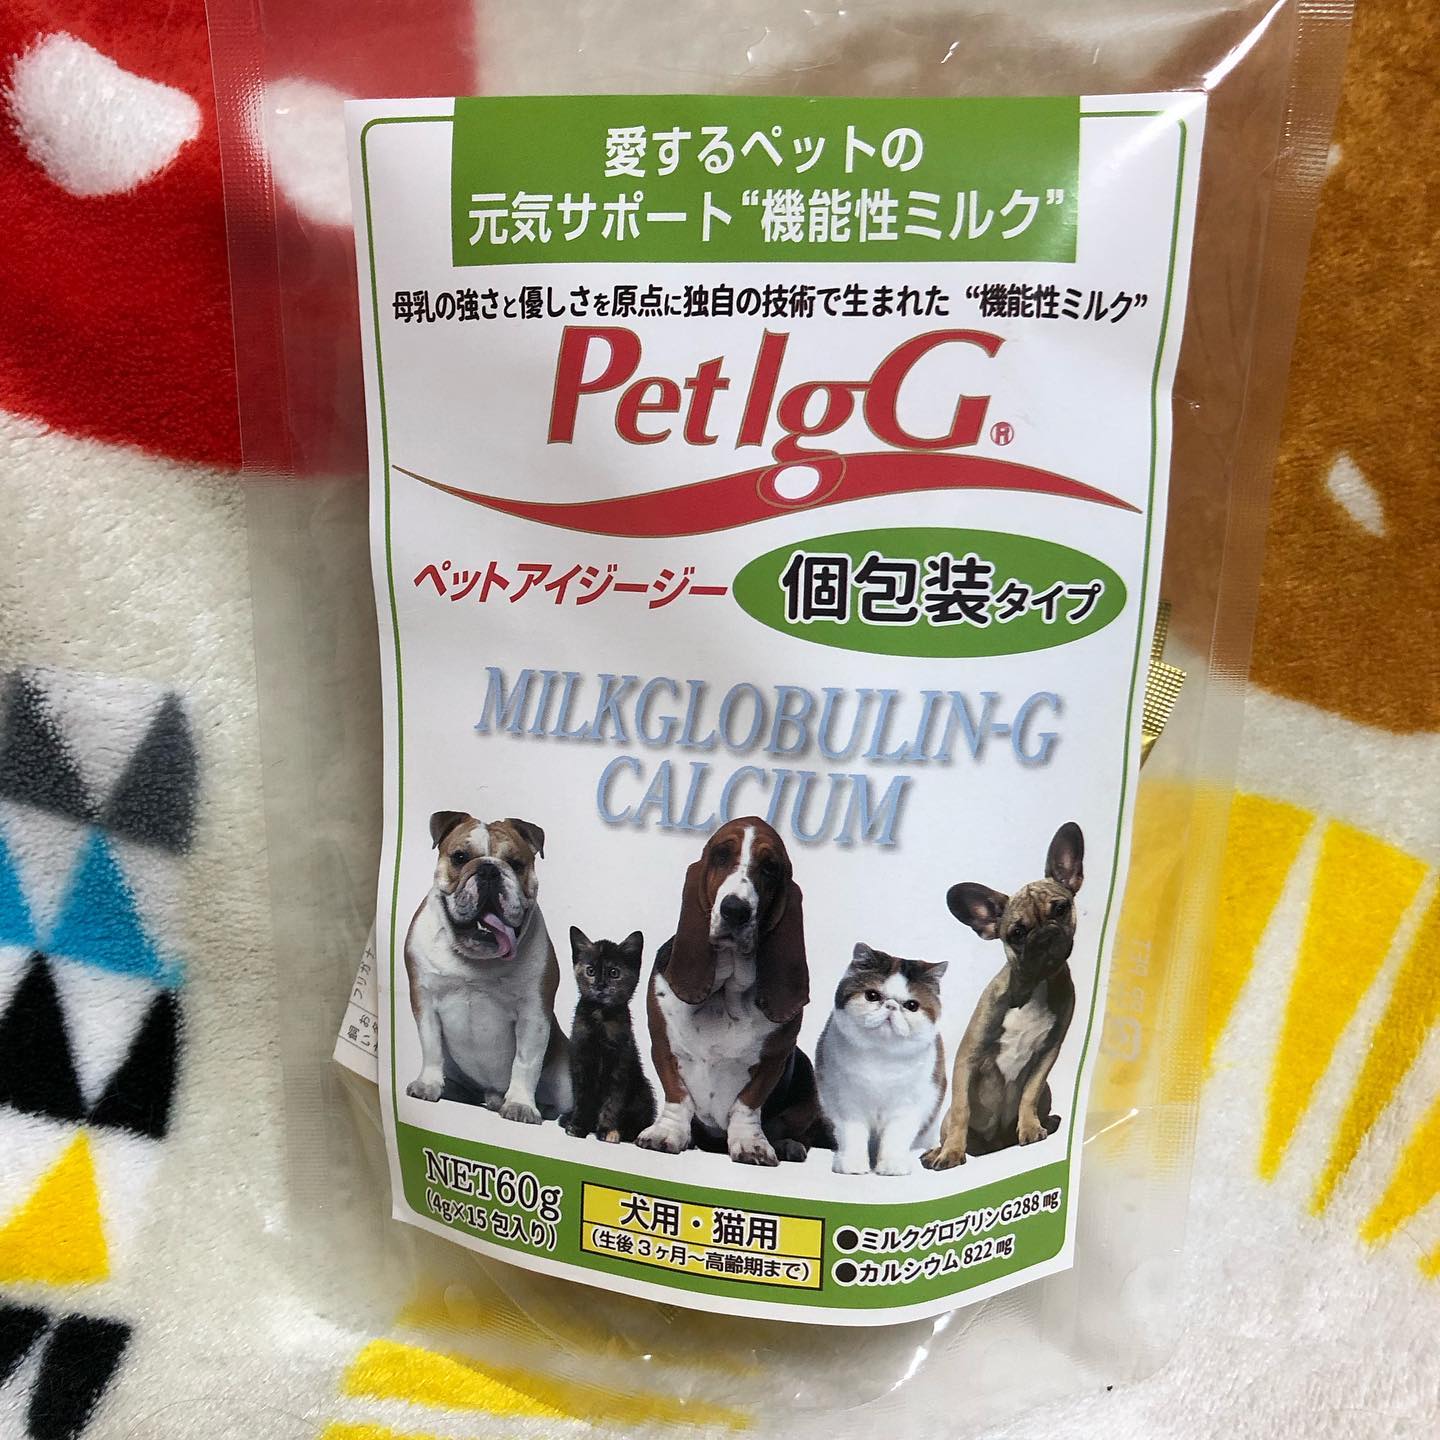 愛するペットの
元気サポート“機能性ミルク”
母乳の強さと優しさを原点に独自の技術で生まれた“機能性ミルク”
PetIgG®
ペットアイジージー
個包装タイプ
MILKGLOBULIN-G
CALCIUM
NET60g
(4g×15包入り)
犬用・猫用
(生後3ヶ月～高齢期まで)
●ミルクグロブリンG288mg
●カルシウム822mg
フリガナ